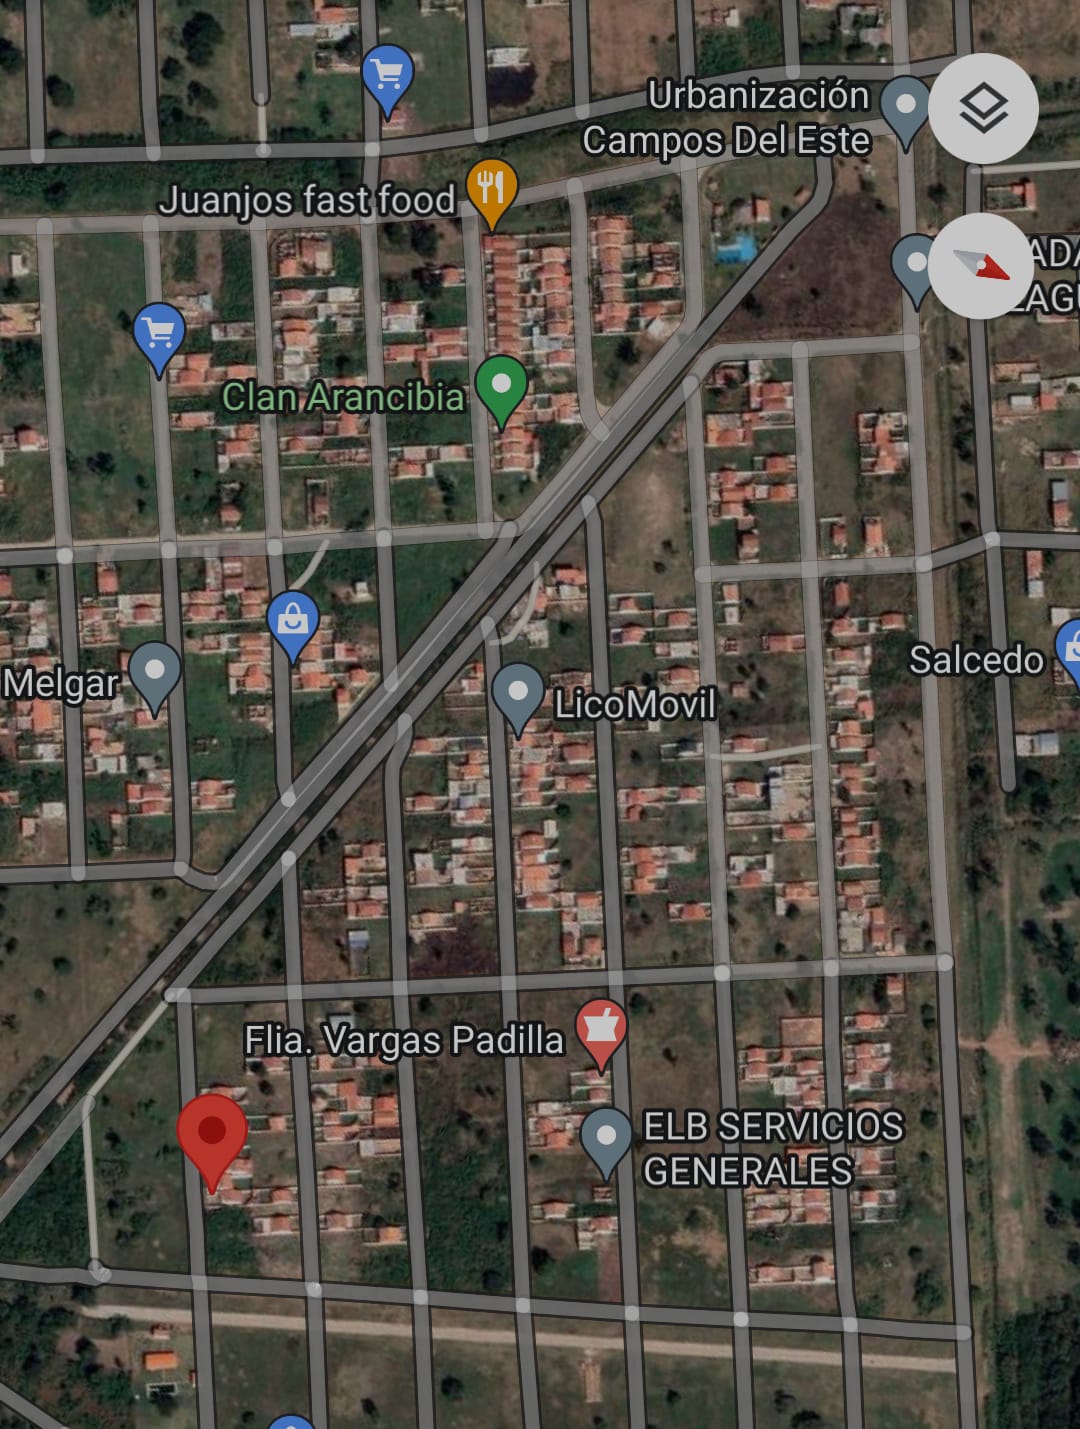 Urbanización
Campos Del Este
Juanjos fast food
Clan Arancibia
Melgar
LicoMovil
Salcedo
Flia. Vargas Padilla
ELB SERVICIOS
GENERALES